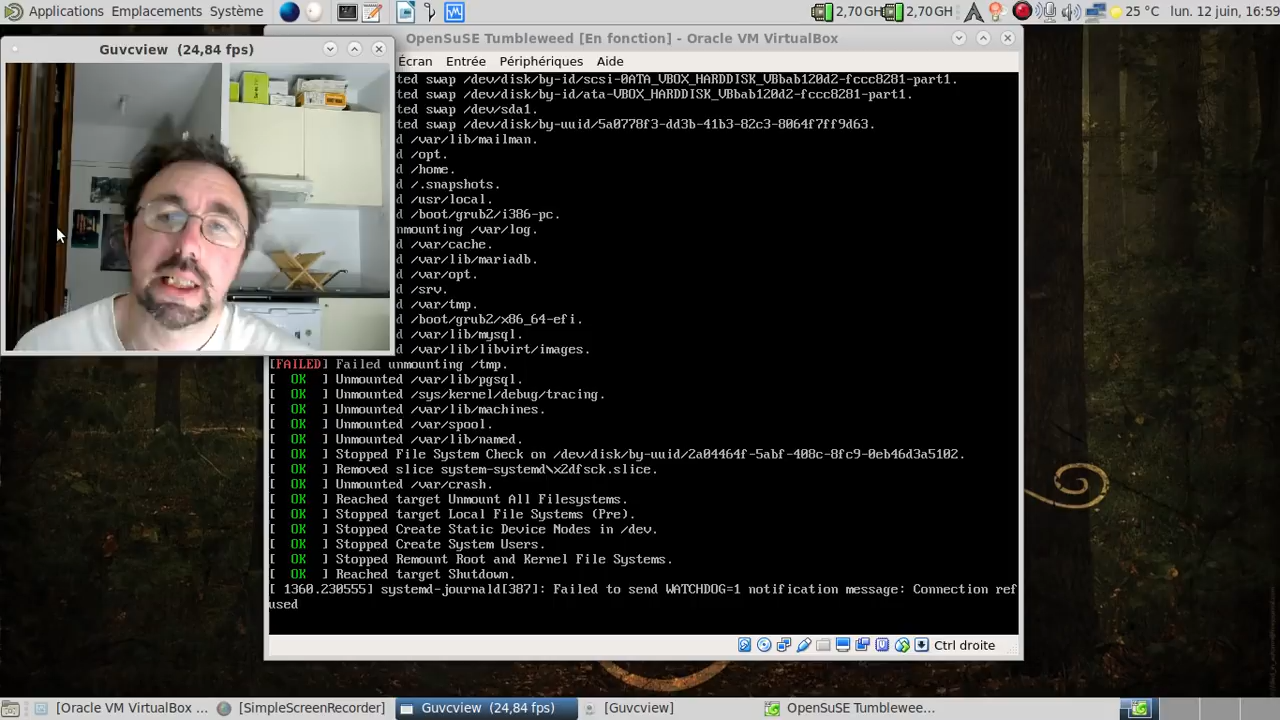 Applications Emplacements Système 2,70 GH 2,70 GH 25 °C lun. 12 juin, 16:59
Guvcview (24,84 fps)
OpenSuSE Tumbleweed [En fonction] - Oracle VM VirtualBox
Écran Entrée Périphériques Aide
ted swap /dev/disk/by-id/scsi-0ATA_VBOX_HARDDISK_VBbab120d2-fccc8281-part1.
ted swap /dev/disk/by-id/ata-VBOX_HARDDISK_VBbab120d2-fccc8281-part1.
ted swap /dev/sda1.
ted swap /dev/disk/by-uuid/5a0778f3-dd3b-41b3-82c3-8064f7ff9d63.
d /var/lib/mailman.
d /opt.
d /home.
d /.snapshots.
d /usr/local.
d /boot/grub2/i386-pc.
nmounting /var/log.
d /var/cache.
d /var/lib/mariadb.
d /var/opt.
d /srv.
d /var/tmp.
d /boot/grub2/x86_64-efi.
d /var/lib/mysql.
d /var/lib/libvirt/images.
[FAILED] Failed unmounting /tmp.
[  OK  ] Unmounted /var/lib/pgsql.
[  OK  ] Unmounted /sys/kernel/debug/tracing.
[  OK  ] Unmounted /var/lib/machines.
[  OK  ] Unmounted /var/spool.
[  OK  ] Unmounted /var/lib/named.
[  OK  ] Stopped File System Check on /dev/disk/by-uuid/2a04464f-5abf-408c-8fc9-0eb46d3a5102.
[  OK  ] Removed slice system-systemd\x2dfsck.slice.
[  OK  ] Unmounted /var/crash.
[  OK  ] Reached target Unmount All Filesystems.
[  OK  ] Stopped target Local File Systems (Pre).
[  OK  ] Stopped Create Static Device Nodes in /dev.
[  OK  ] Stopped Create System Users.
[  OK  ] Stopped Remount Root and Kernel File Systems.
[  OK  ] Reached target Shutdown.
[ 1360.230555] systemd-journald[387]: Failed to send WATCHDOG=1 notification message: Connection ref
used
Ctrl droite
[Oracle VM VirtualBox ... [SimpleScreenRecorder] Guvcview (24,84 fps) [Guvcview] OpenSuSE Tumblewee...